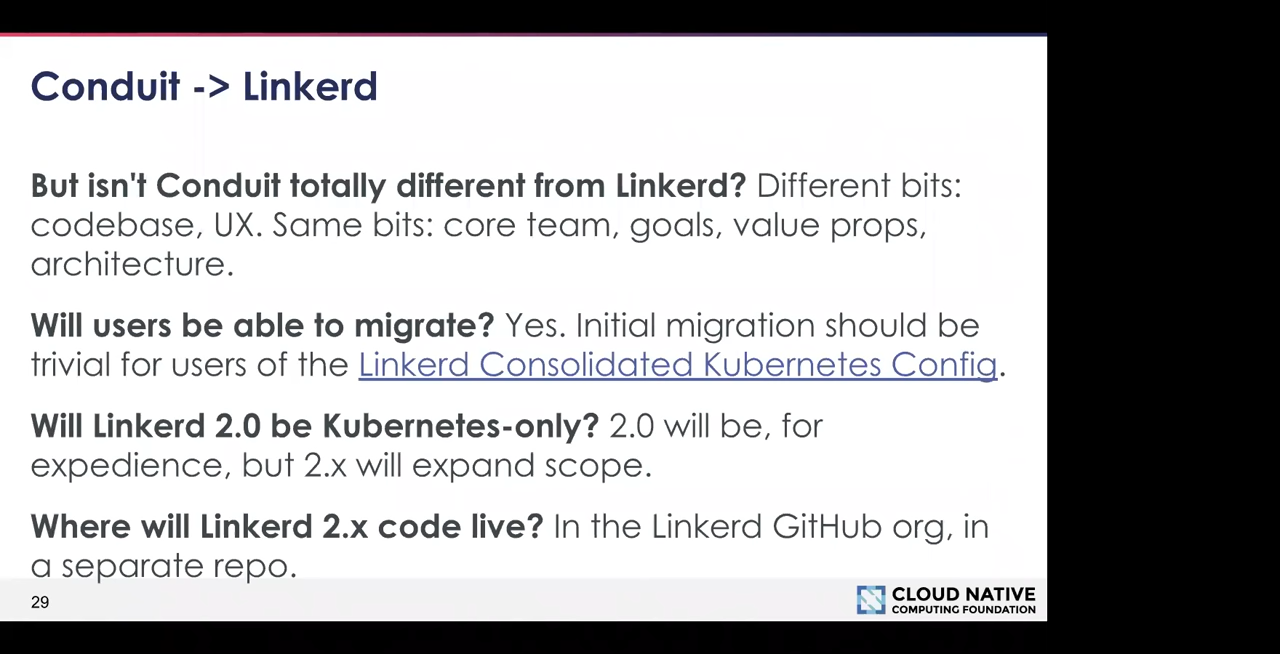 Conduit -> Linkerd
But isn't Conduit totally different from Linkerd? Different bits:
codebase, UX. Same bits: core team, goals, value props,
architecture.
Will users be able to migrate? Yes. Initial migration should be
trivial for users of the Linkerd Consolidated Kubernetes Config.
Will Linkerd 2.0 be Kubernetes-only? 2.0 will be, for
expedience, but 2.x will expand scope.
Where will Linkerd 2.x code live? In the Linkerd GitHub org, in
a separate repo.
29
CLOUD NATIVE
COMPUTING FOUNDATION